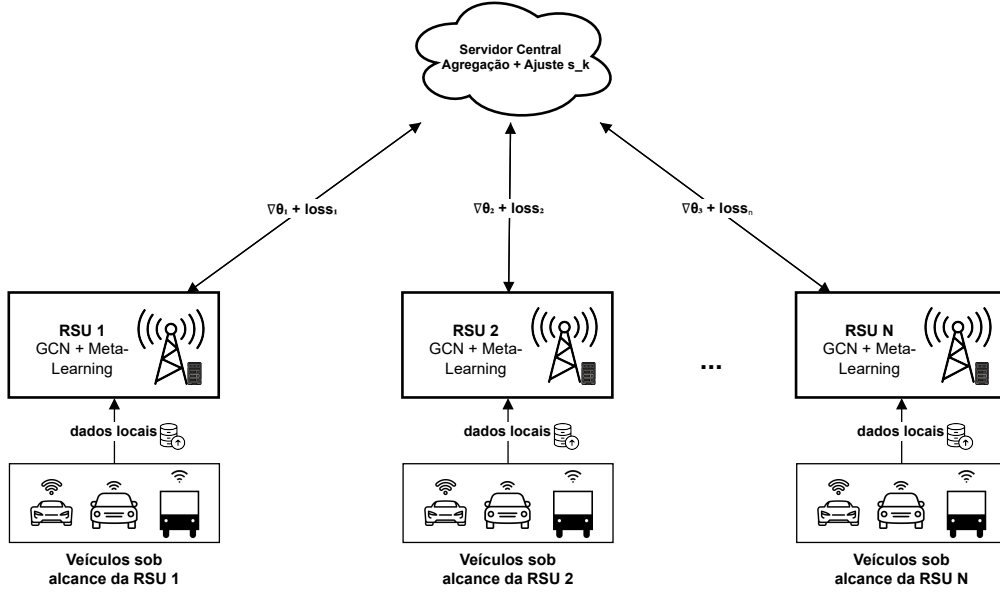 Servidor Central
Agregação + Ajuste s_k
∇θ₁ + loss₁
∇θ₂ + loss₂
∇θ₃ + lossₙ
RSU 1
GCN + Meta-
Learning
RSU 2
GCN + Meta-
Learning
...
RSU N
GCN + Meta-
Learning
dados locais
dados locais
dados locais
Veículos sob
alcance da RSU 1
Veículos sob
alcance da RSU 2
Veículos sob
alcance da RSU N